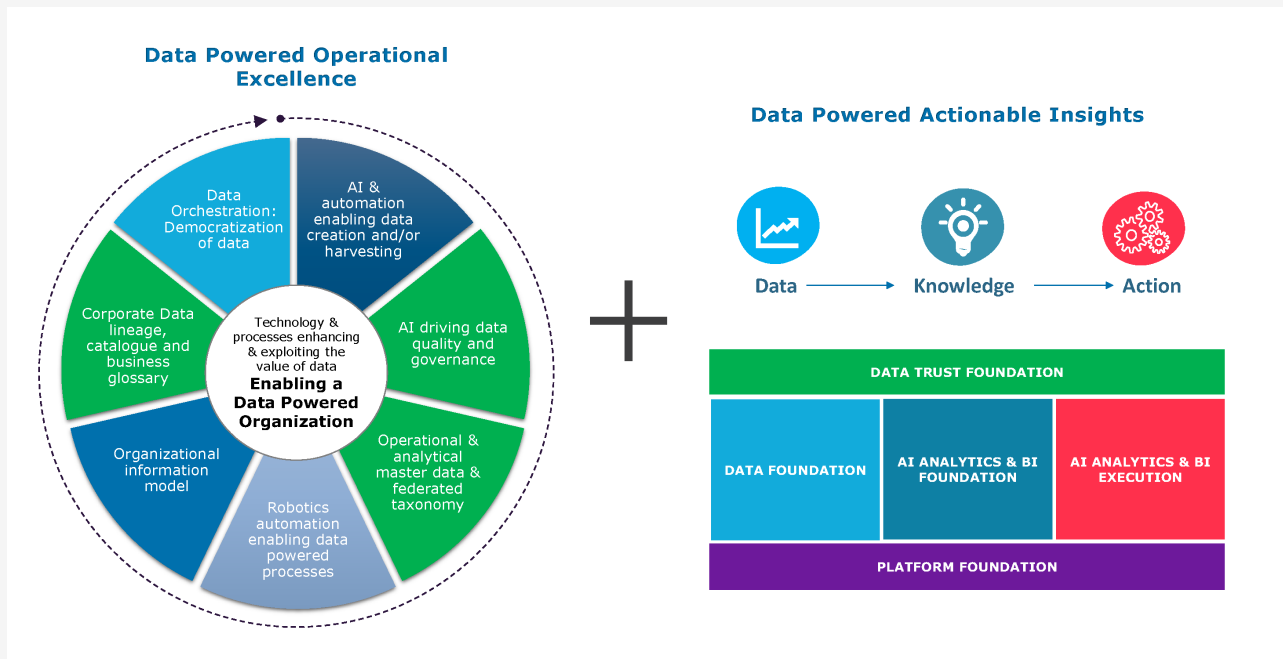 Data Powered Operational
Excellence
AI &
automation
enabling data
creation and/or
harvesting
AI driving data
quality and
governance
Operational &
analytical
master data &
federated
taxonomy
Robotics
automation
enabling data
powered
processes
Organizational
information
model
Corporate Data
lineage,
catalogue and
business
glossary
Data
Orchestration:
Democratization
of data
Technology &
processes enhancing
& exploiting the
value of data
Enabling a
Data Powered
Organization
Data Powered Actionable Insights
Data
Knowledge
Action
DATA TRUST FOUNDATION
DATA FOUNDATION
AI ANALYTICS & BI
FOUNDATION
AI ANALYTICS & BI
EXECUTION
PLATFORM FOUNDATION